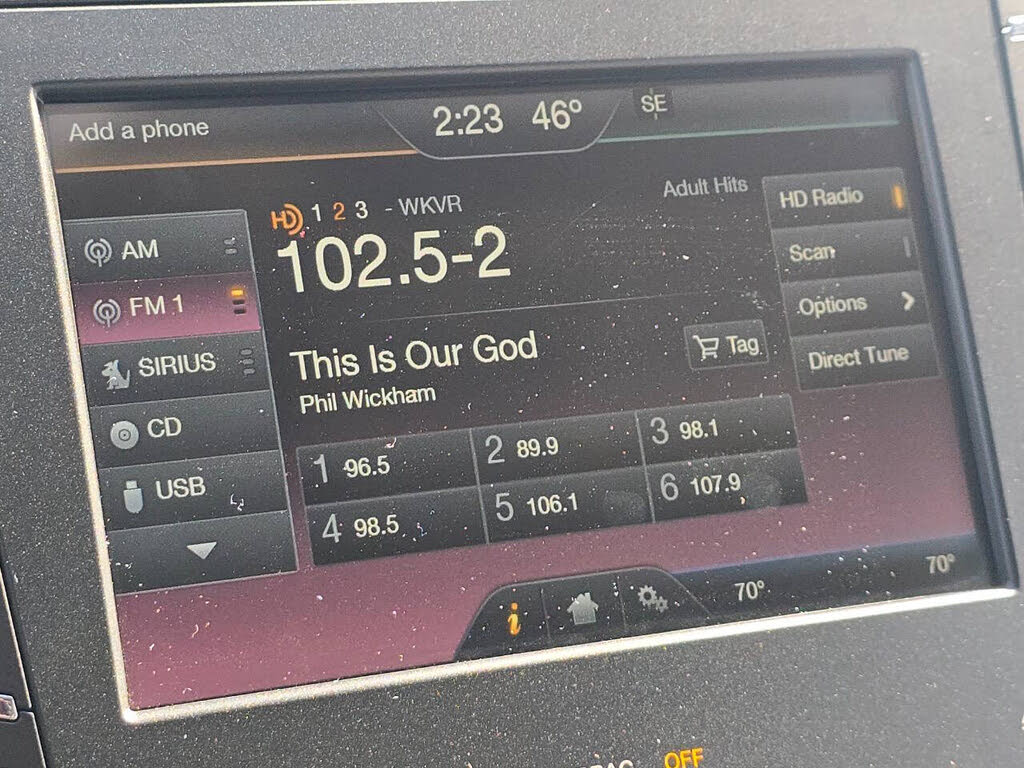 Add a phone
2:23 46° SE
HD 1 2 3 - WKVR
Adult Hits
102.5-2
This Is Our God
Phil Wickham
Tag
AM
FM 1
SIRIUS
CD
USB
HD Radio
Scan
Options
Direct Tune
1 96.5
2 89.9
3 98.1
4 98.5
5 106.1
6 107.9
i
70°
70°
OFF